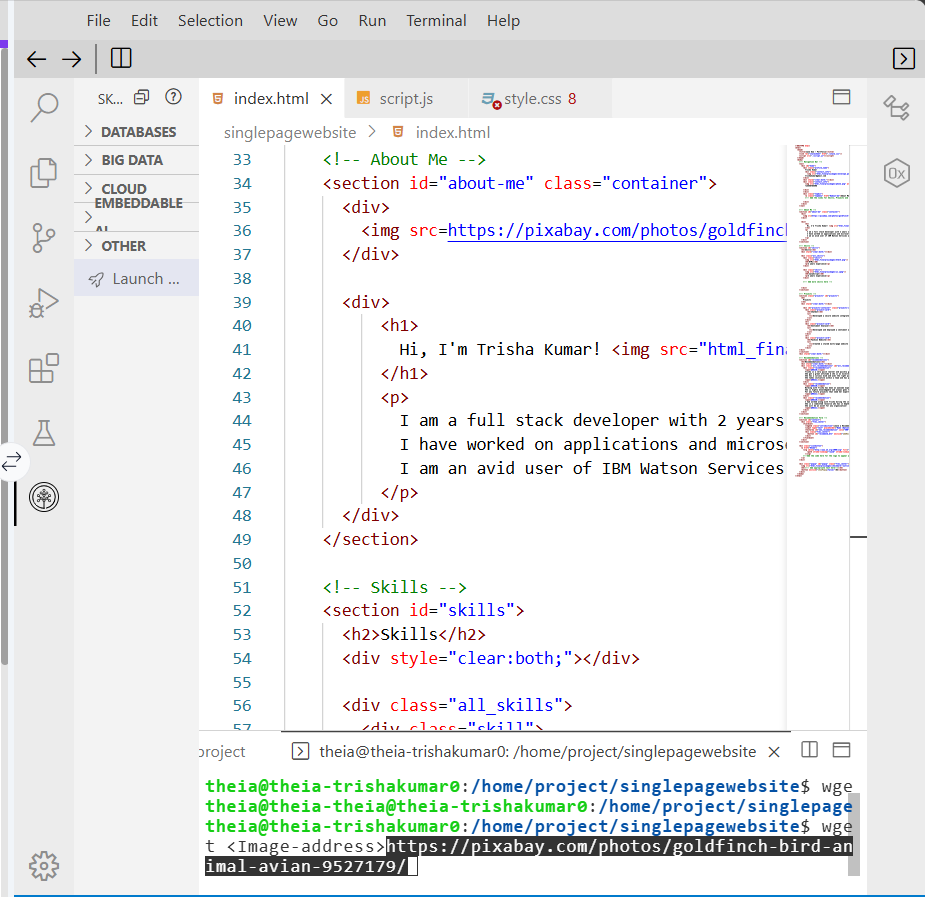 File Edit Selection View Go Run Terminal Help
SK... index.html script.js style.css 8
DATABASES
BIG DATA
CLOUD
EMBEDDABLE
AI
OTHER
Launch ...
singlepagewebsite > index.html
33 <!-- About Me -->
34 <section id="about-me" class="container">
35 <div>
36 <img src=https://pixabay.com/photos/goldfinch
37 </div>
38
39 <div>
40 <h1>
41 Hi, I'm Trisha Kumar! <img src="html_fina
42 </h1>
43 <p>
44 I am a full stack developer with 2 years
45 I have worked on applications and microse
46 I am an avid user of IBM Watson Services
47 </p>
48 </div>
49 </section>
50
51 <!-- Skills -->
52 <section id="skills">
53 <h2>Skills</h2>
54 <div style="clear:both;"></div>
55
56 <div class="all_skills">
57 <div class="skill">
project theia@theia-trishakumar0: /home/project/singlepagewebsite
theia@theia-trishakumar0:/home/project/singlepagewebsite$ wge
theia@theia-theia@theia-trishakumar0:/home/project/singlepage
theia@theia-trishakumar0:/home/project/singlepagewebsite$ wge
t <Image-address>https://pixabay.com/photos/goldfinch-bird-an
imal-avian-9527179/
0x